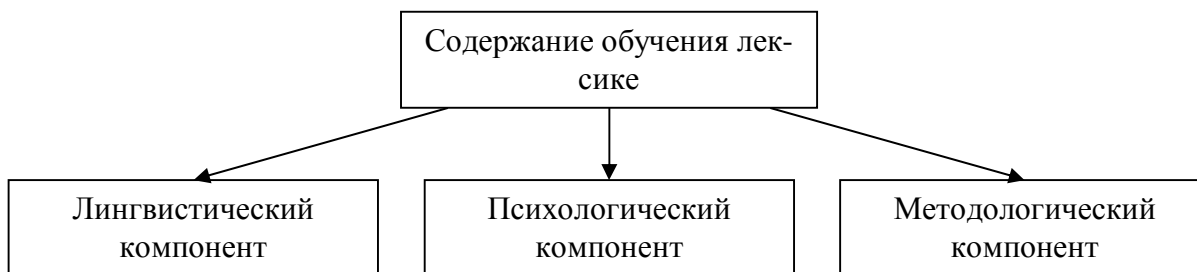 Содержание обучения лек-
сике
Лингвистический
компонент
Психологический
компонент
Методологический
компонент